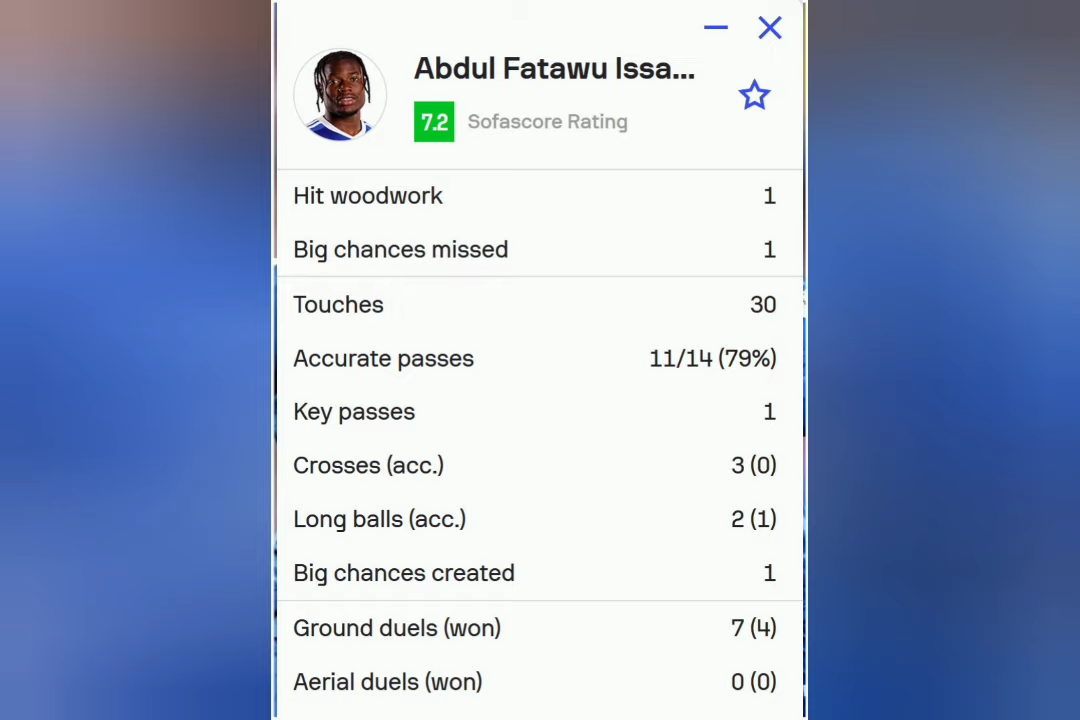 Abdul Fatawu Issa...
7.2 Sofascore Rating
Hit woodwork 1
Big chances missed 1
Touches 30
Accurate passes 11/14 (79%)
Key passes 1
Crosses (acc.) 3 (0)
Long balls (acc.) 2 (1)
Big chances created 1
Ground duels (won) 7 (4)
Aerial duels (won) 0 (0)